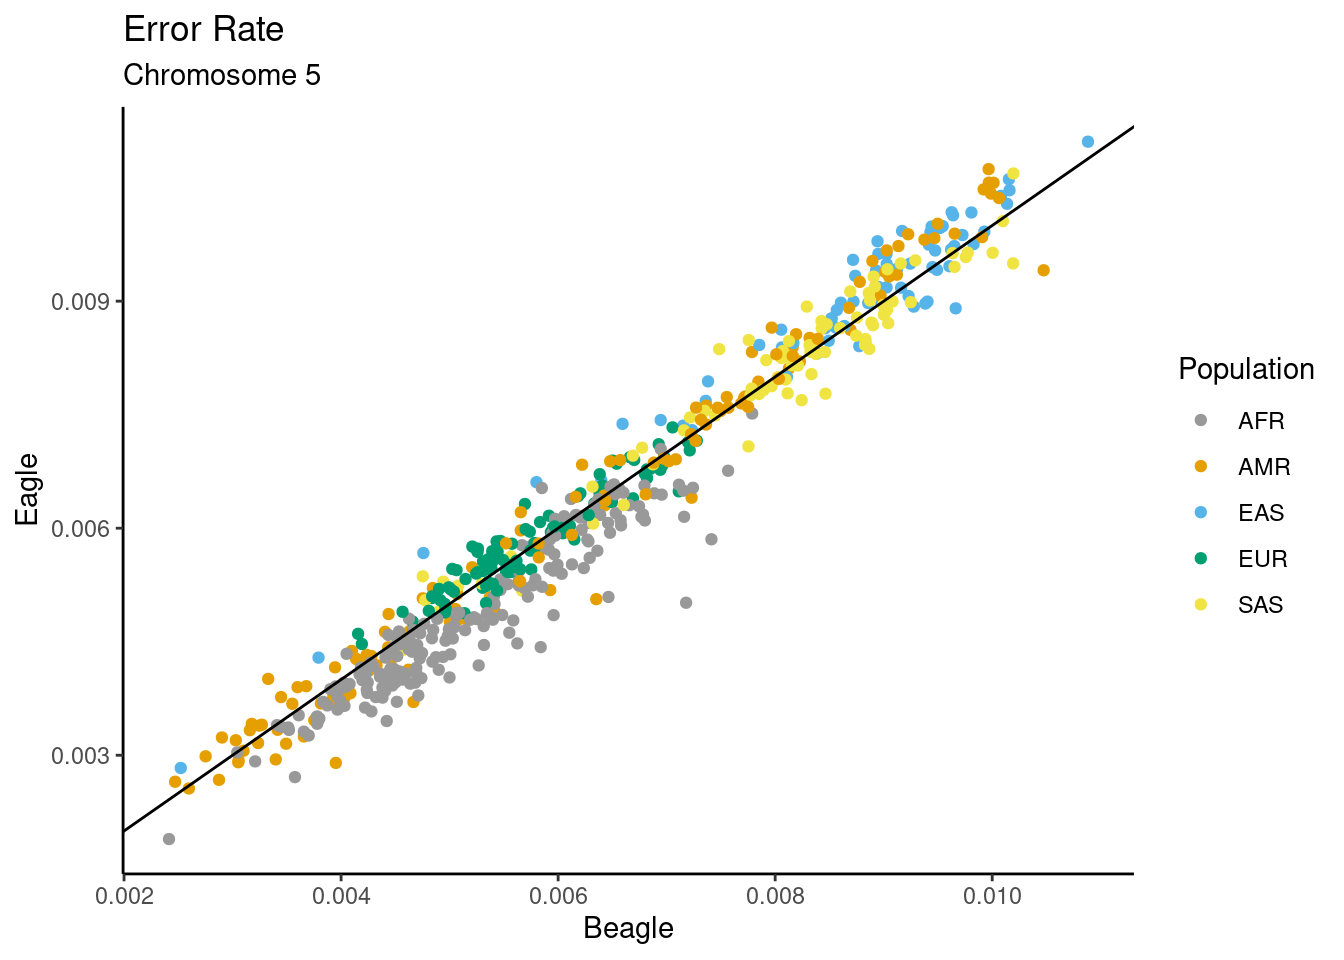 Error Rate
Chromosome 5
Eagle
0.009
0.006
0.003
0.002
0.004
0.006
0.008
0.010
Beagle
Population
AFR
AMR
EAS
EUR
SAS